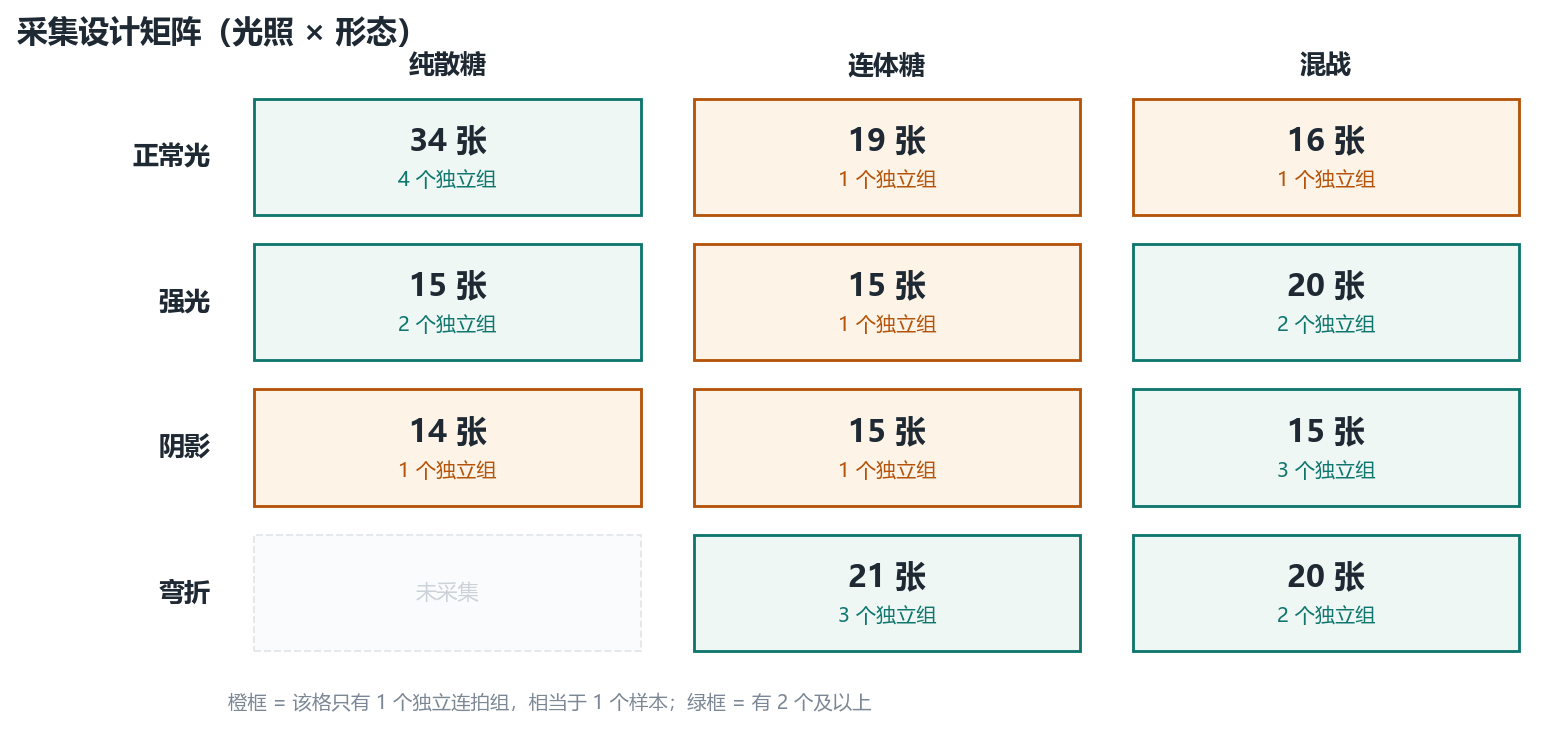 采集设计矩阵（光照 × 形态）
纯散糖 连体糖 混战
正常光 34 张 19 张 16 张
4 个独立组 1 个独立组 1 个独立组
强光 15 张 15 张 20 张
2 个独立组 1 个独立组 2 个独立组
阴影 14 张 15 张 15 张
1 个独立组 1 个独立组 3 个独立组
弯折 未采集 21 张 20 张
3 个独立组 2 个独立组
橙框 = 该格只有 1 个独立连拍组，相当于 1 个样本；绿框 = 有 2 个及以上